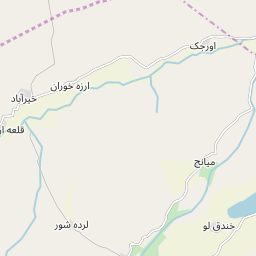 اورجک
ارزه خوران
خیرآباد
قلعه
میانج
لرده شور
خندق لو